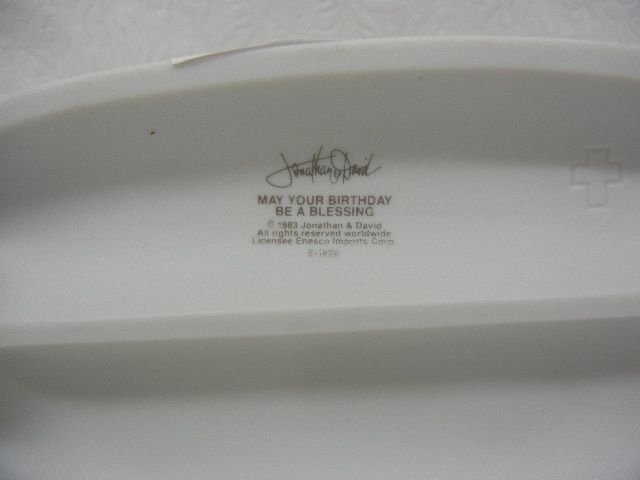 Jonathan & David
MAY YOUR BIRTHDAY
BE A BLESSING
© 1983 Jonathan & David
All rights reserved worldwide
Licensee Enesco Imports Corp.